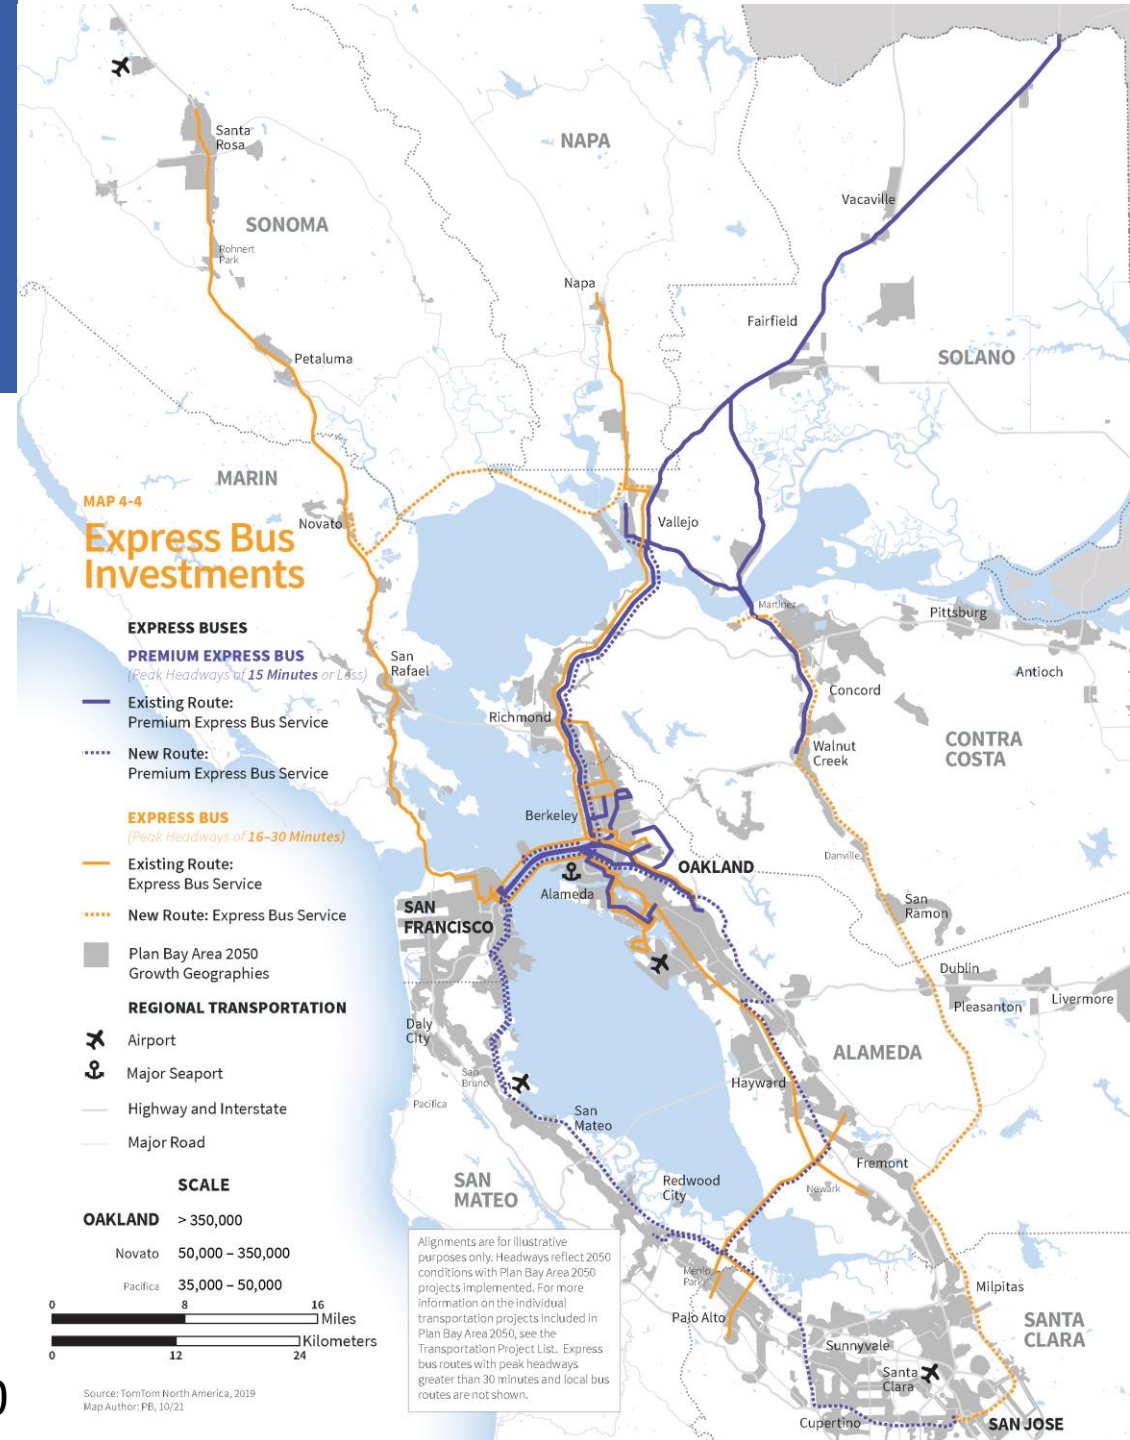 MAP 4-4
Express Bus
Investments
EXPRESS BUSES
PREMIUM EXPRESS BUS
(Peak Headways of 15 Minutes or Less)
Existing Route:
Premium Express Bus Service
New Route:
Premium Express Bus Service
EXPRESS BUS
(Peak Headways of 16–30 Minutes)
Existing Route:
Express Bus Service
New Route: Express Bus Service
Plan Bay Area 2050
Growth Geographies
REGIONAL TRANSPORTATION
Airport
Major Seaport
Highway and Interstate
Major Road
SCALE
OAKLAND > 350,000
Novato 50,000 – 350,000
Pacifica 35,000 – 50,000
0 8 16
Miles
Kilometers
0 12 24
Source: TomTom North America, 2019
Map Author: PB, 10/21
0
Santa
Rosa
SONOMA
Rohnert
Park
Petaluma
NAPA
Napa
Vacaville
Fairfield
SOLANO
MARIN
Novato
Vallejo
Martinez
Pittsburg
Antioch
San
Rafael
Concord
Richmond
Walnut
Creek
CONTRA
COSTA
Berkeley
Danville
OAKLAND
Alameda
SAN
FRANCISCO
San
Ramon
Dublin
Pleasanton
Livermore
Daly
City
ALAMEDA
San
Bruno
Hayward
Pacifica
San
Mateo
Fremont
SAN
MATEO
Redwood
City
Newark
Menlo
Park
Milpitas
Palo Alto
SANTA
CLARA
Sunnyvale
Santa
Clara
Cupertino
SAN JOSE
Alignments are for illustrative
purposes only. Headways reflect 2050
conditions with Plan Bay Area 2050
projects implemented. For more
information on the individual
transportation projects included in
Plan Bay Area 2050, see the
Transportation Project List. Express
bus routes with peak headways
greater than 30 minutes and local bus
routes are not shown.